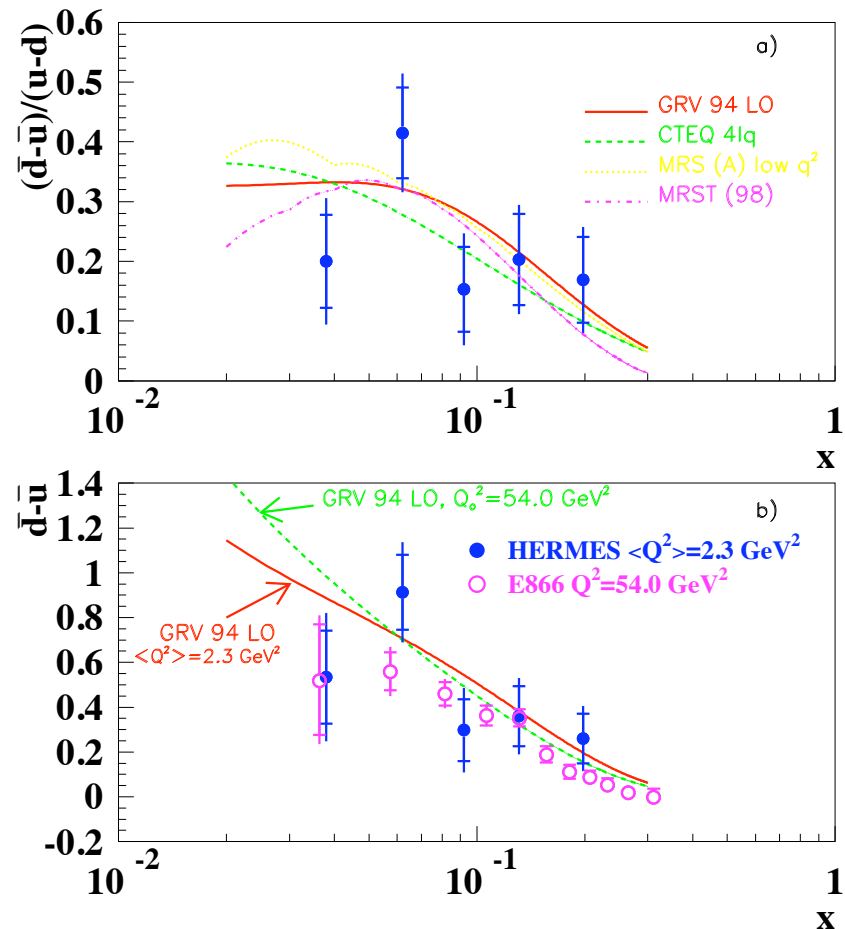 (d̅-u̅)/(u-d)
0.6
0.5
0.4
0.3
0.2
0.1
0
a)
GRV 94 LO
CTEQ 4lq
MRS (A) low q²
MRST (98)
10⁻² 10⁻¹ 1
x
d̅-u̅
1.4
1.2
1
0.8
0.6
0.4
0.2
0
-0.2
GRV 94 LO, Qₒ²=54.0 GeV²
b)
HERMES <Q²>=2.3 GeV²
E866 Q²=54.0 GeV²
GRV 94 LO
<Q²>=2.3 GeV²
10⁻² 10⁻¹ 1
x